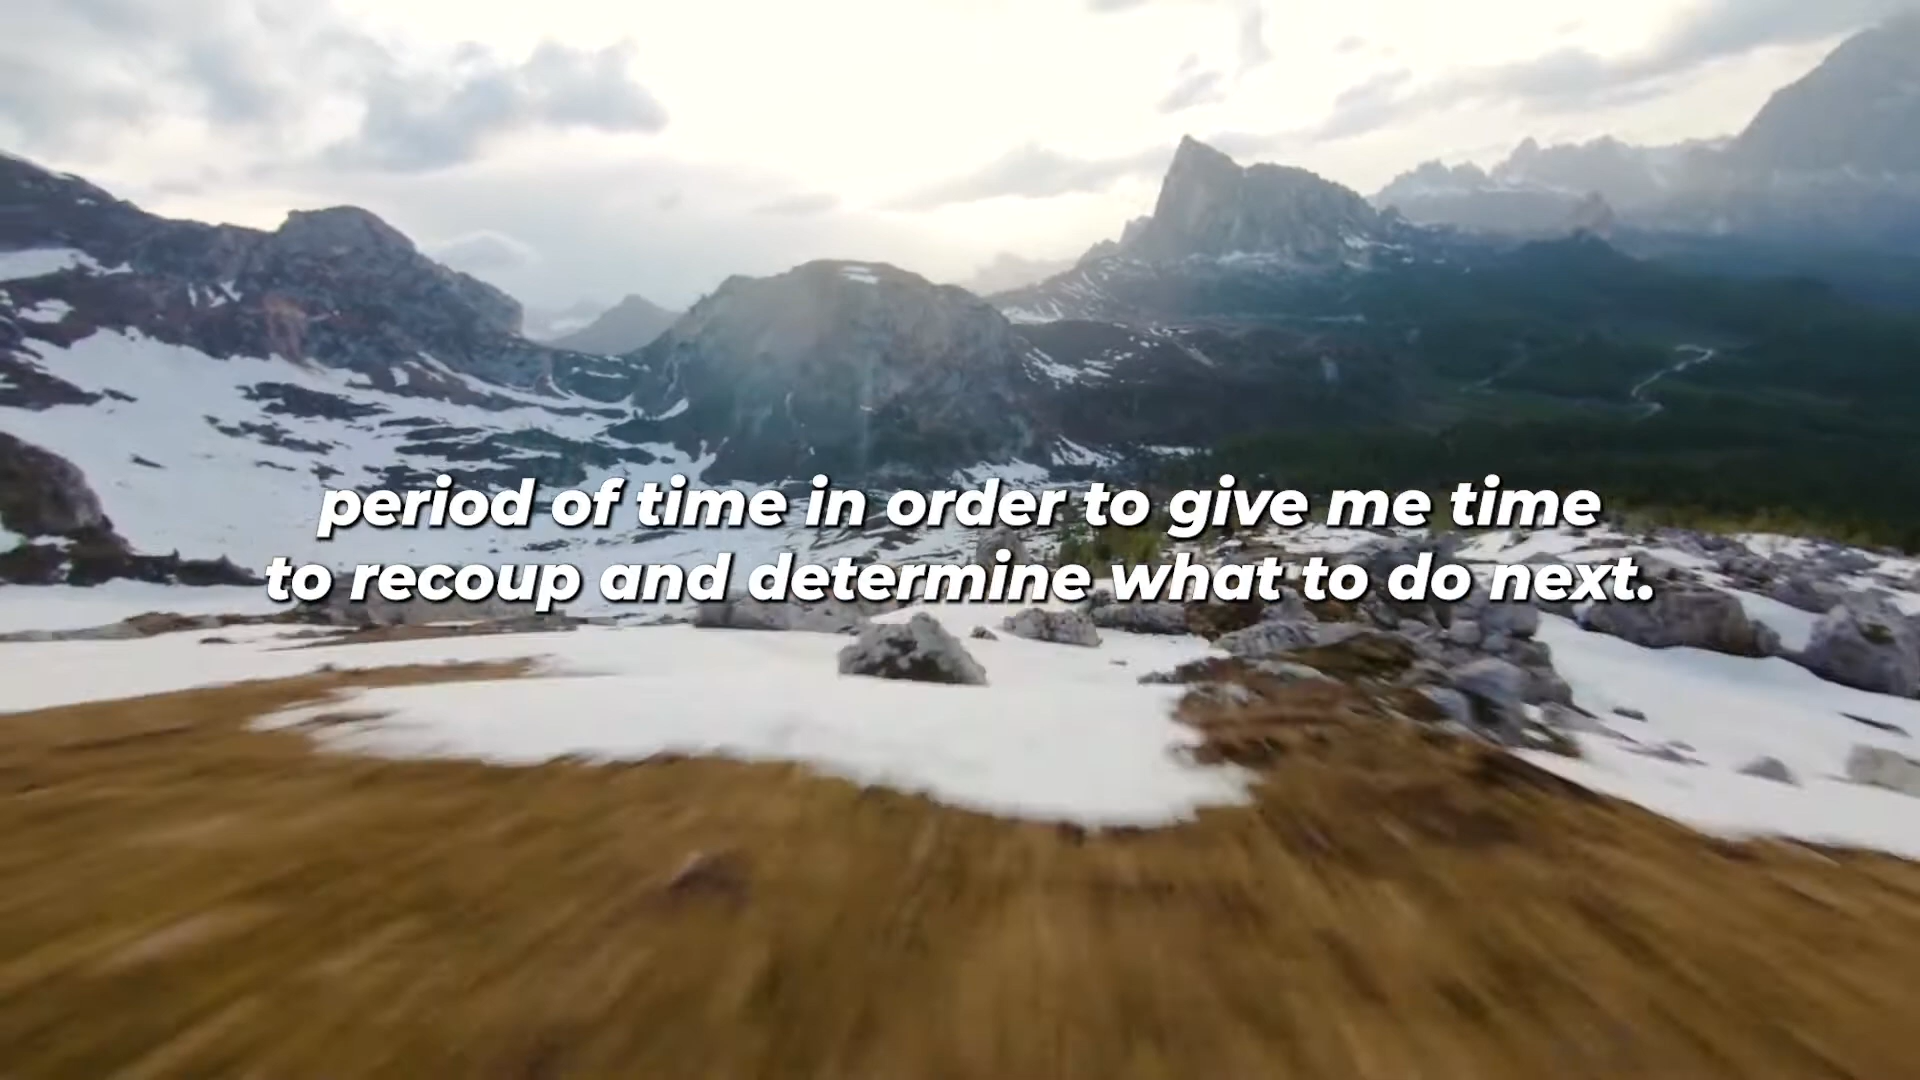 period of time in order to give me time
to recoup and determine what to do next.